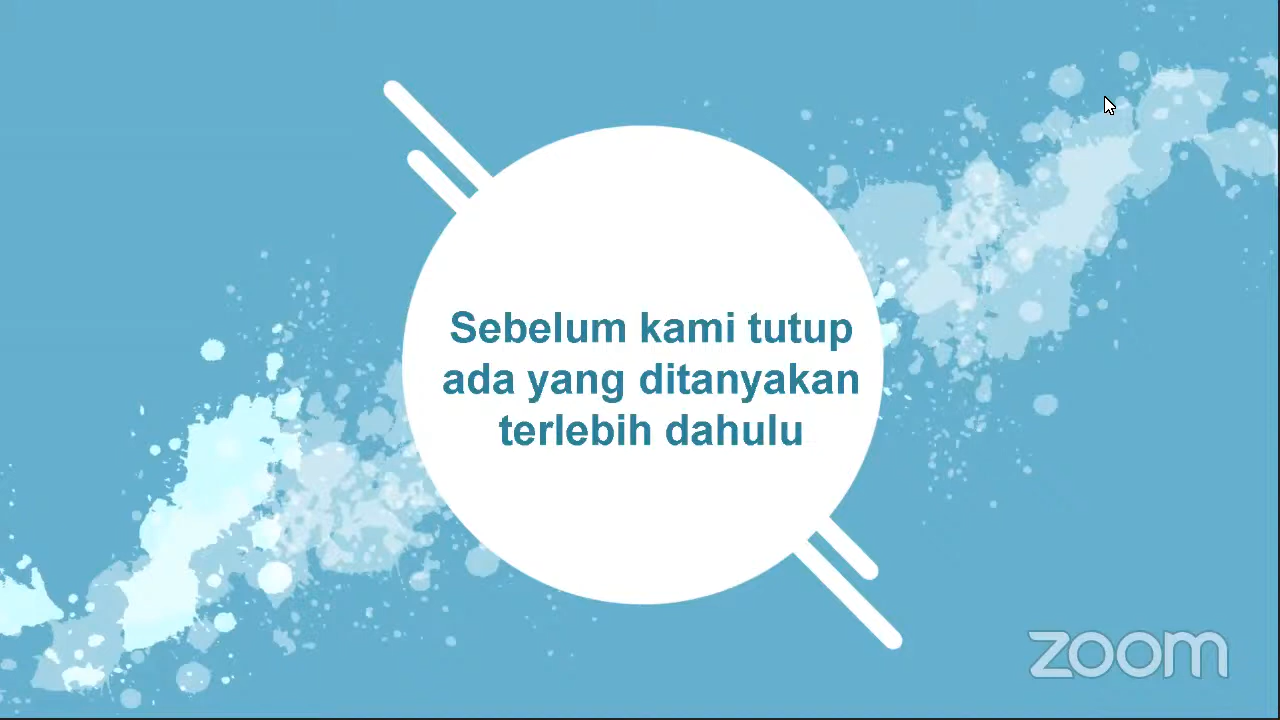 Sebelum kami tutup
ada yang ditanyakan
terlebih dahulu
zoom